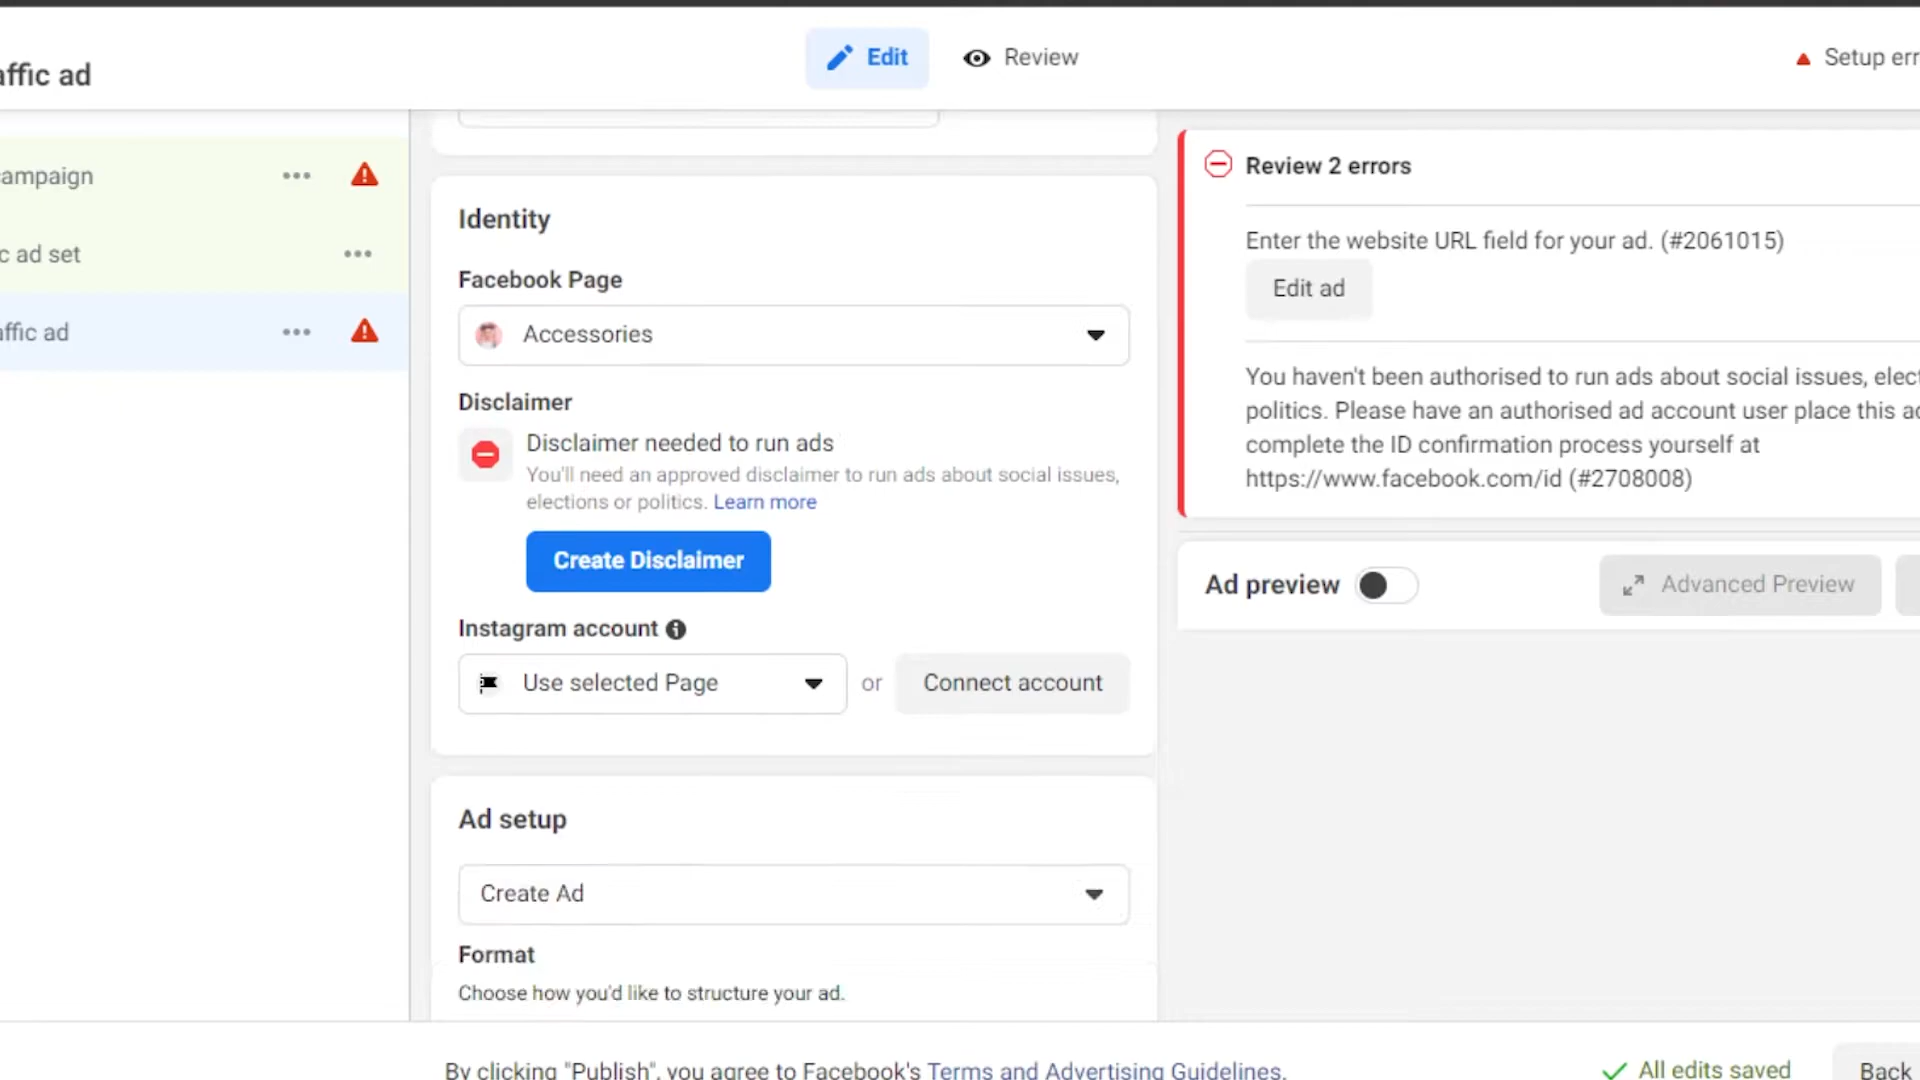 affic ad
Edit
Review
Setup err
campaign
c ad set
affic ad
Identity
Facebook Page
Accessories
Disclaimer
Disclaimer needed to run ads
You'll need an approved disclaimer to run ads about social issues,
elections or politics. Learn more
Create Disclaimer
Instagram account
Use selected Page
or
Connect account
Ad setup
Create Ad
Format
Choose how you'd like to structure your ad.
Review 2 errors
Enter the website URL field for your ad. (#2061015)
Edit ad
You haven't been authorised to run ads about social issues, elect
politics. Please have an authorised ad account user place this ad
complete the ID confirmation process yourself at
https://www.facebook.com/id (#2708008)
Ad preview
Advanced Preview
By clicking "Publish", you agree to Facebook's Terms and Advertising Guidelines.
All edits saved
Back